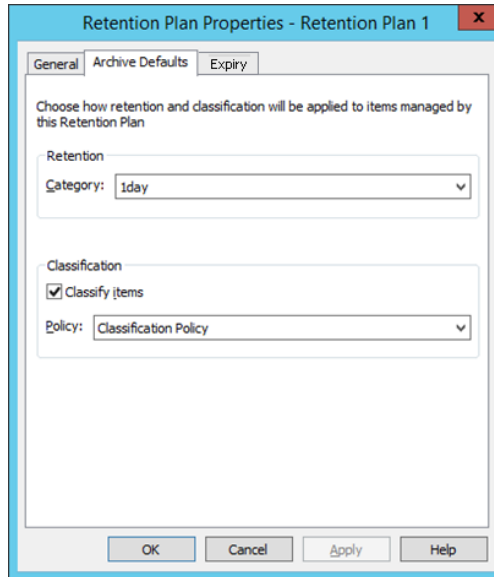 Retention Plan Properties - Retention Plan 1
x
General Archive Defaults Expiry
Choose how retention and classification will be applied to items managed by
this Retention Plan
Retention
Category: 1day
Classification
Classify items
Policy: Classification Policy
OK Cancel Apply Help